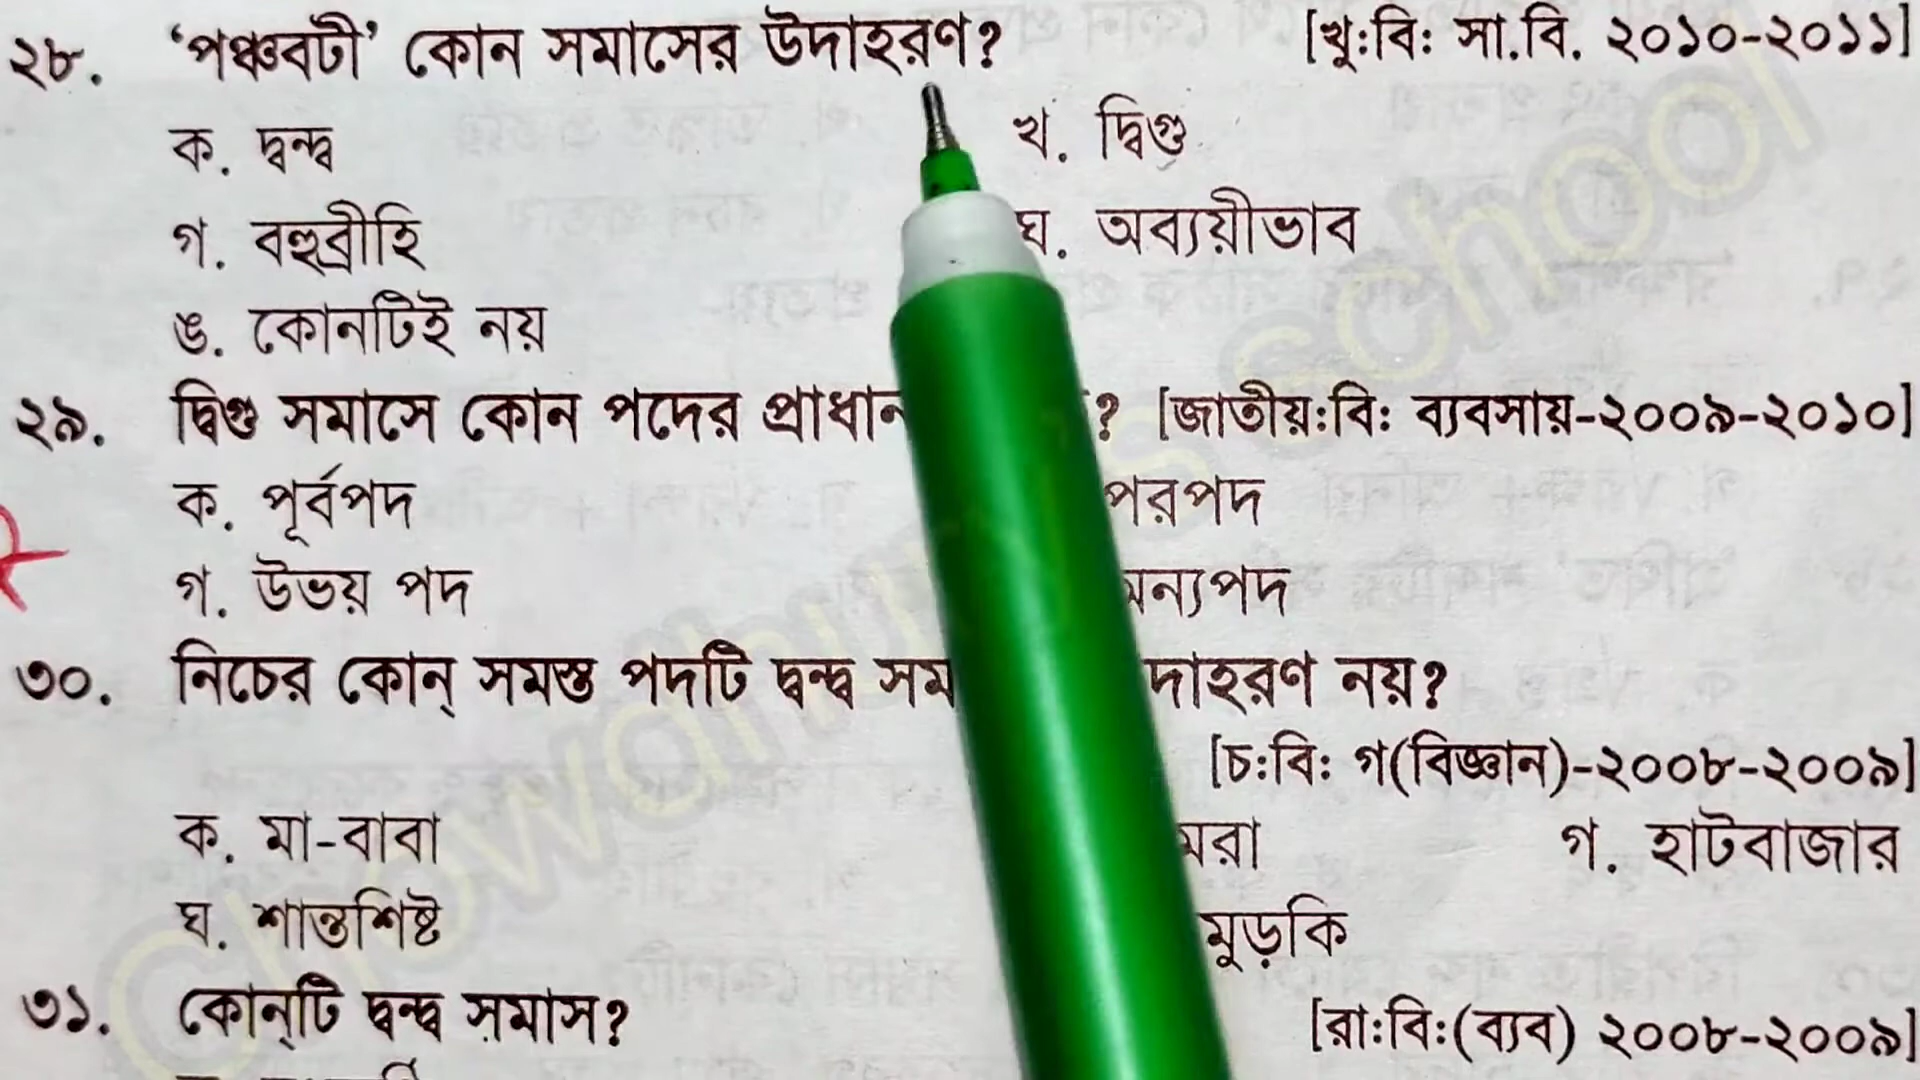 ২৮. ‘পঞ্চবটী’ কোন সমাসের উদাহরণ? [খু:বি: সা.বি. ২০১০-২০১১]
ক. দ্বন্দ্ব খ. দ্বিগু
গ. বহুব্রীহি ঘ. অব্যয়ীভাব
ঙ. কোনটিই নয়
২৯. দ্বিগু সমাসে কোন পদের ? [জাতীয়:বি: ব্যবসায়-২০০৯-২০১০]
ক. পূর্বপদ পরপদ
গ. উভয় পদ
৩০. নিচের কোন্ সমস্ত পদটি দ্বন্দ্ব নয়?
[চ:বি: গ(বিজ্ঞান)-২০০৮-২০০৯]
ক. মা-বাবা গ. হাটবাজার
ঘ. শান্তশিষ্ট মুড়কি
৩১. কোন্‌টি দ্বন্দ্ব সমাস? [রা:বি:(ব্যব) ২০০৮-২০০৯]